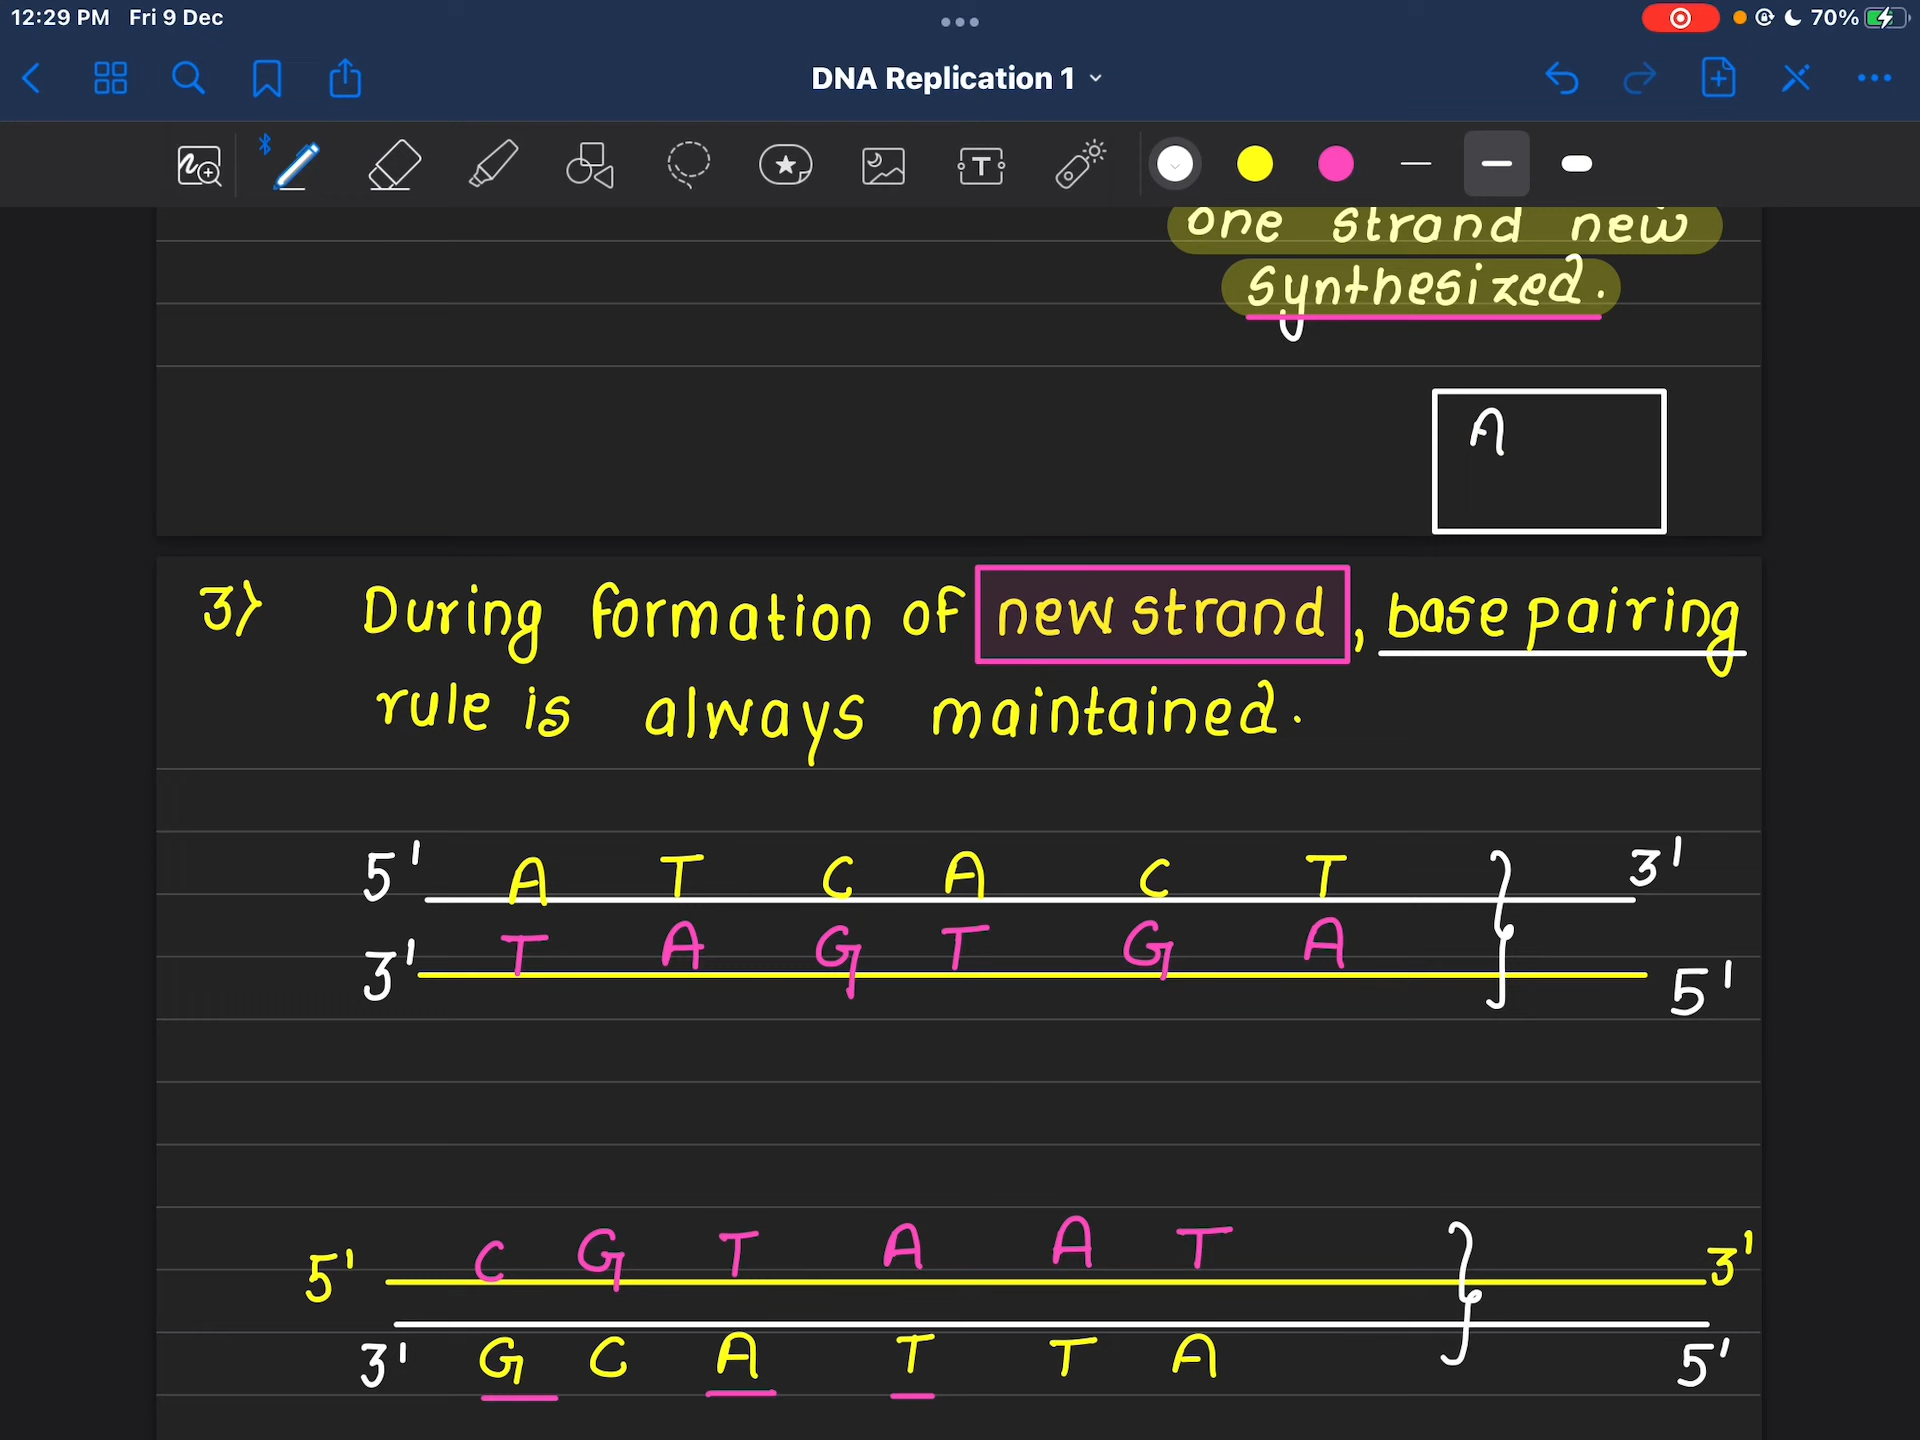 12:29 PM Fri 9 Dec
70%
DNA Replication 1
T
one strand new
synthesized.
A
3) During formation of new strand, base pairing
rule is always maintained.
5' A T C A C T 3'
3' T A G T G A 5'
5' C G T A A T 3'
3' G C A T T A 5'